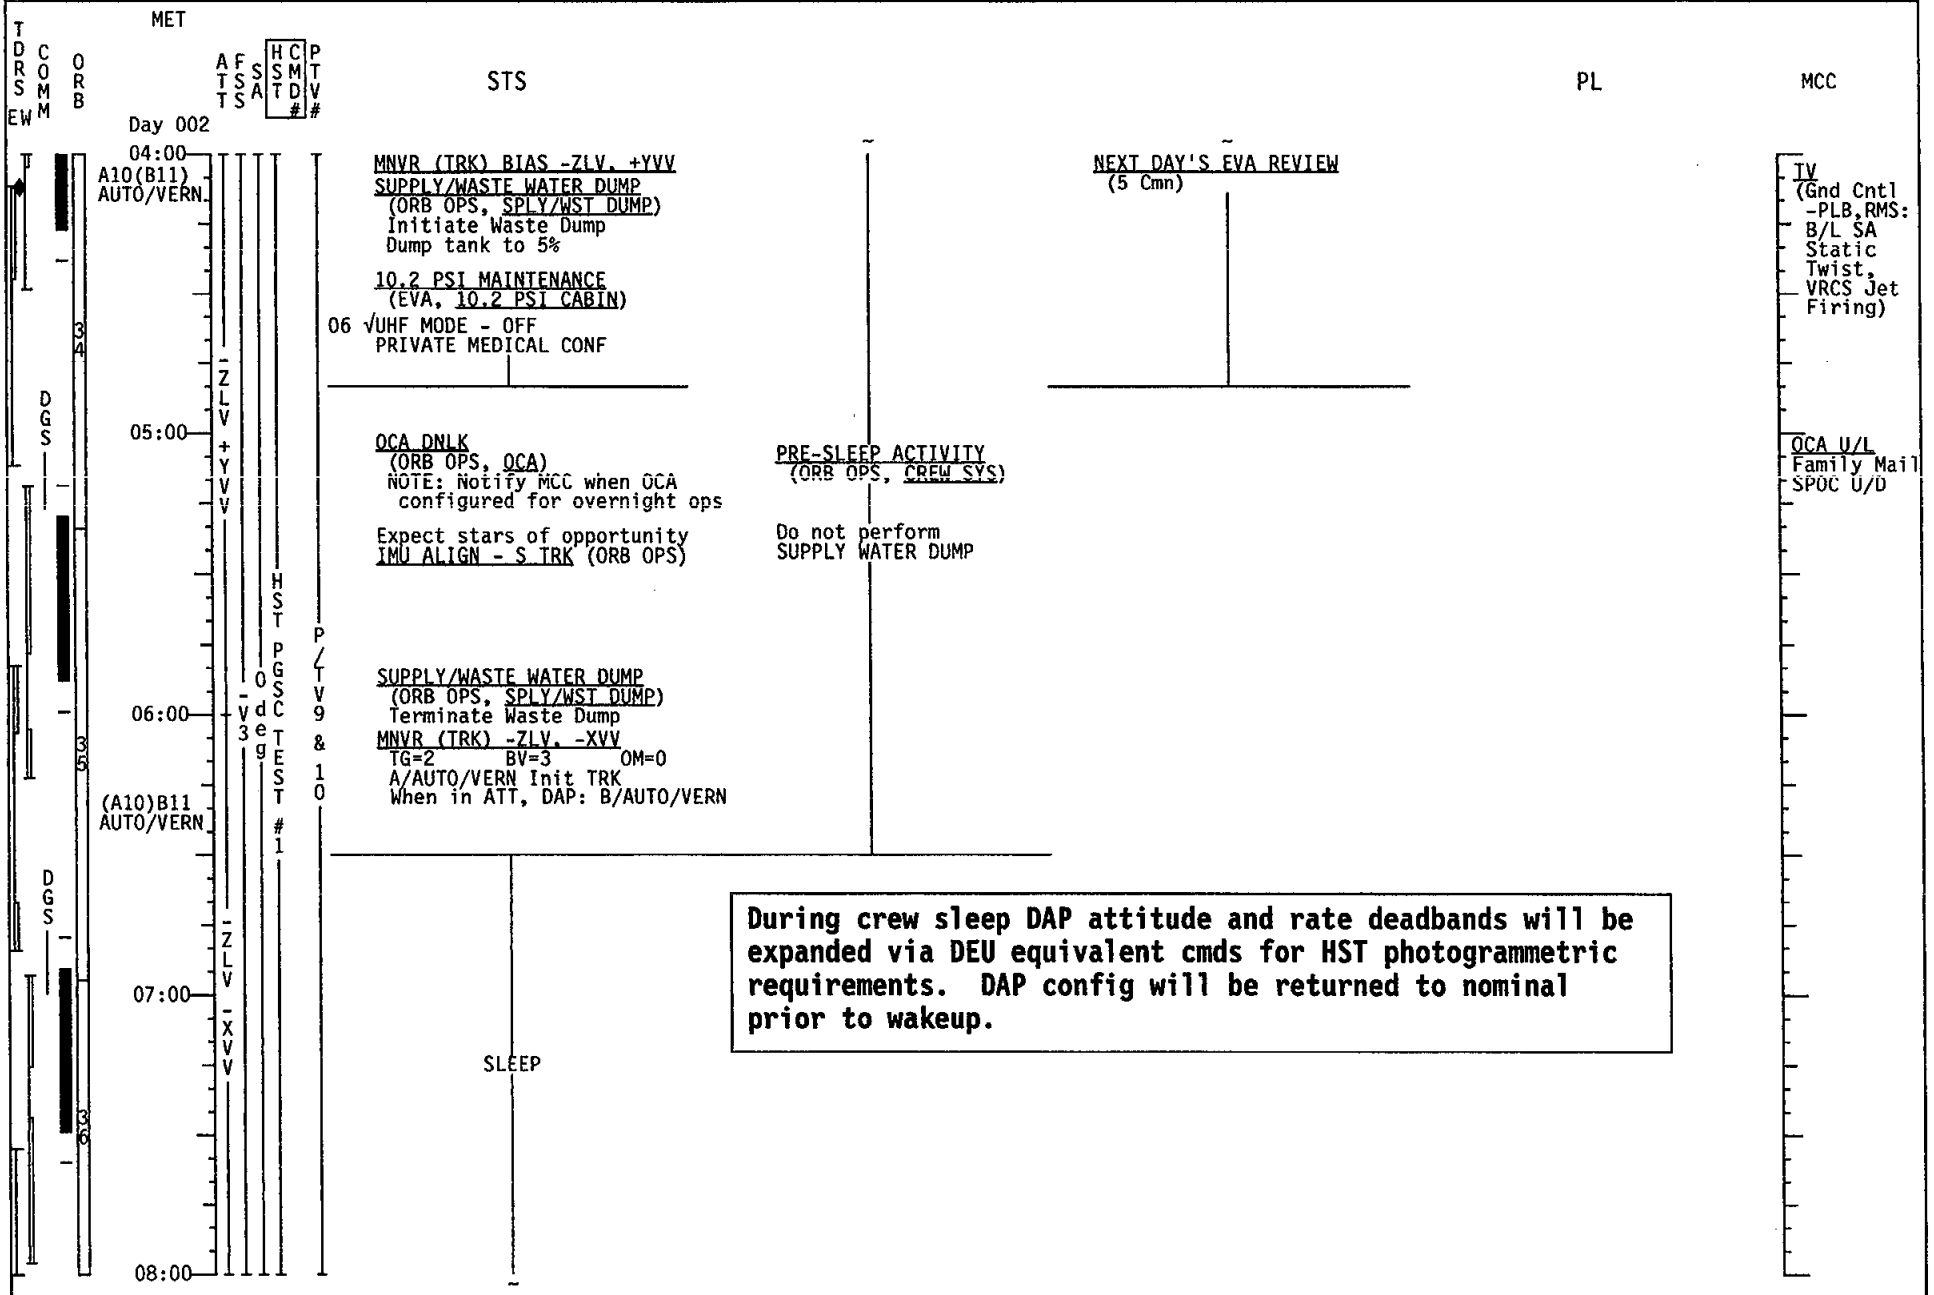 MET
TDRS
EW
COMM
ORB
ATT
FSS
SA
HST
CMD#
PTV#
STS
PL
MCC
Day 002
04:00
A10(B11)
AUTO/VERN
MNVR (TRK) BIAS -ZLV, +YVV
SUPPLY/WASTE WATER DUMP
(ORB OPS, SPLY/WST DUMP)
Initiate Waste Dump
Dump tank to 5%
10.2 PSI MAINTENANCE
(EVA, 10.2 PSI CABIN)
06 √UHF MODE - OFF
PRIVATE MEDICAL CONF
~
~
NEXT DAY'S EVA REVIEW
(5 Cmn)
TV
(Gnd Cntl
-PLB,RMS:
B/L SA
Static
Twist,
VRCS Jet
Firing)
34
-ZLV +YVV
DGS
05:00
OCA DNLK
(ORB OPS, OCA)
NOTE: Notify MCC when OCA
configured for overnight ops
Expect stars of opportunity
IMU ALIGN - S TRK (ORB OPS)
PRE-SLEEP ACTIVITY
(ORB OPS, CREW SYS)
Do not perform
SUPPLY WATER DUMP
OCA U/L
Family Mail
SPOC U/D
HST PGSC TEST #1
P/TV9 & 10
0 deg
-V3
06:00
35
SUPPLY/WASTE WATER DUMP
(ORB OPS, SPLY/WST DUMP)
Terminate Waste Dump
MNVR (TRK) -ZLV, -XVV
TG=2 BV=3 OM=0
A/AUTO/VERN Init TRK
When in ATT, DAP: B/AUTO/VERN
(A10)B11
AUTO/VERN
DGS
-ZLV -XVV
07:00
36
SLEEP
During crew sleep DAP attitude and rate deadbands will be
expanded via DEU equivalent cmds for HST photogrammetric
requirements. DAP config will be returned to nominal
prior to wakeup.
08:00
~